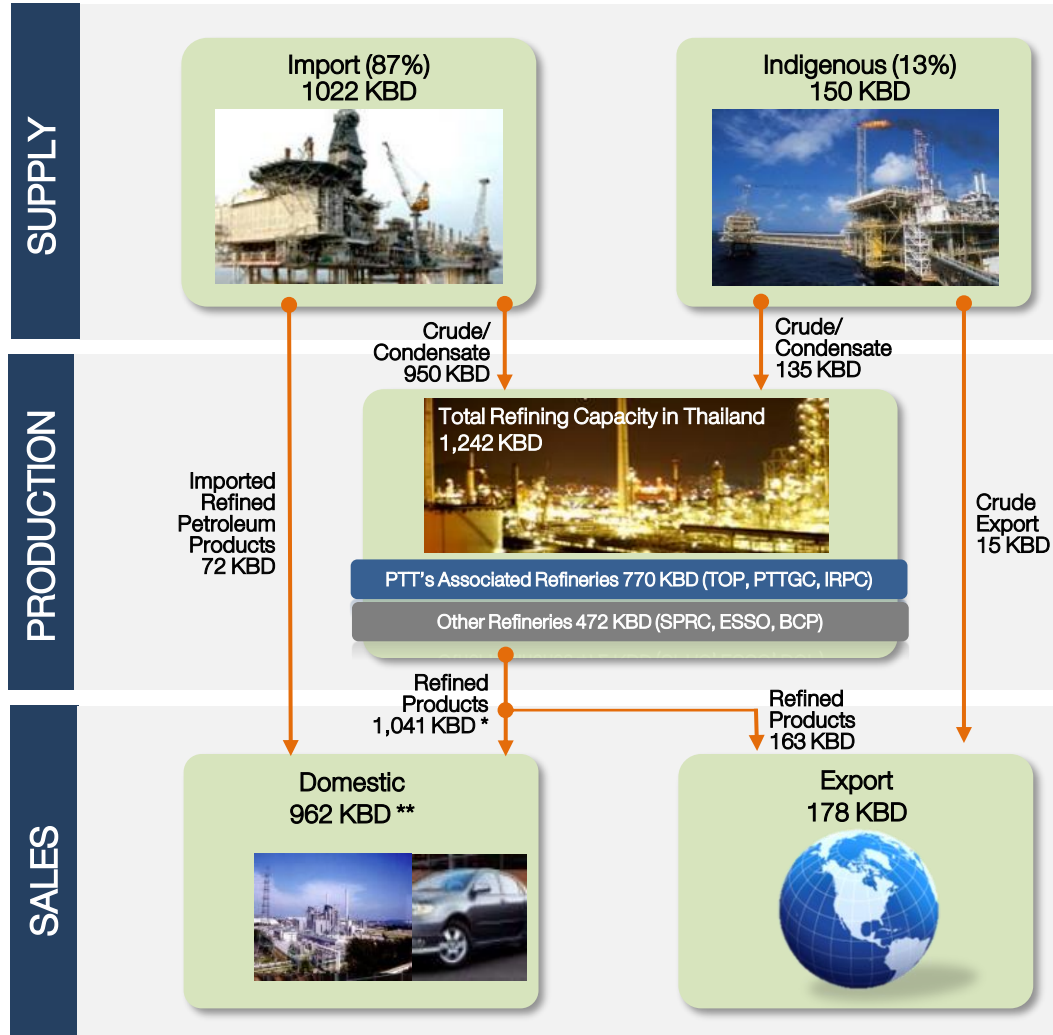 SUPPLY
Import (87%)
1022 KBD
Indigenous (13%)
150 KBD
Crude/
Condensate
950 KBD
Crude/
Condensate
135 KBD
PRODUCTION
Total Refining Capacity in Thailand
1,242 KBD
Imported
Refined
Petroleum
Products
72 KBD
Crude
Export
15 KBD
PTT's Associated Refineries 770 KBD (TOP, PTTGC, IRPC)
Other Refineries 472 KBD (SPRC, ESSO, BCP)
Refined
Products
1,041 KBD *
Refined
Products
163 KBD
SALES
Domestic
962 KBD **
Export
178 KBD